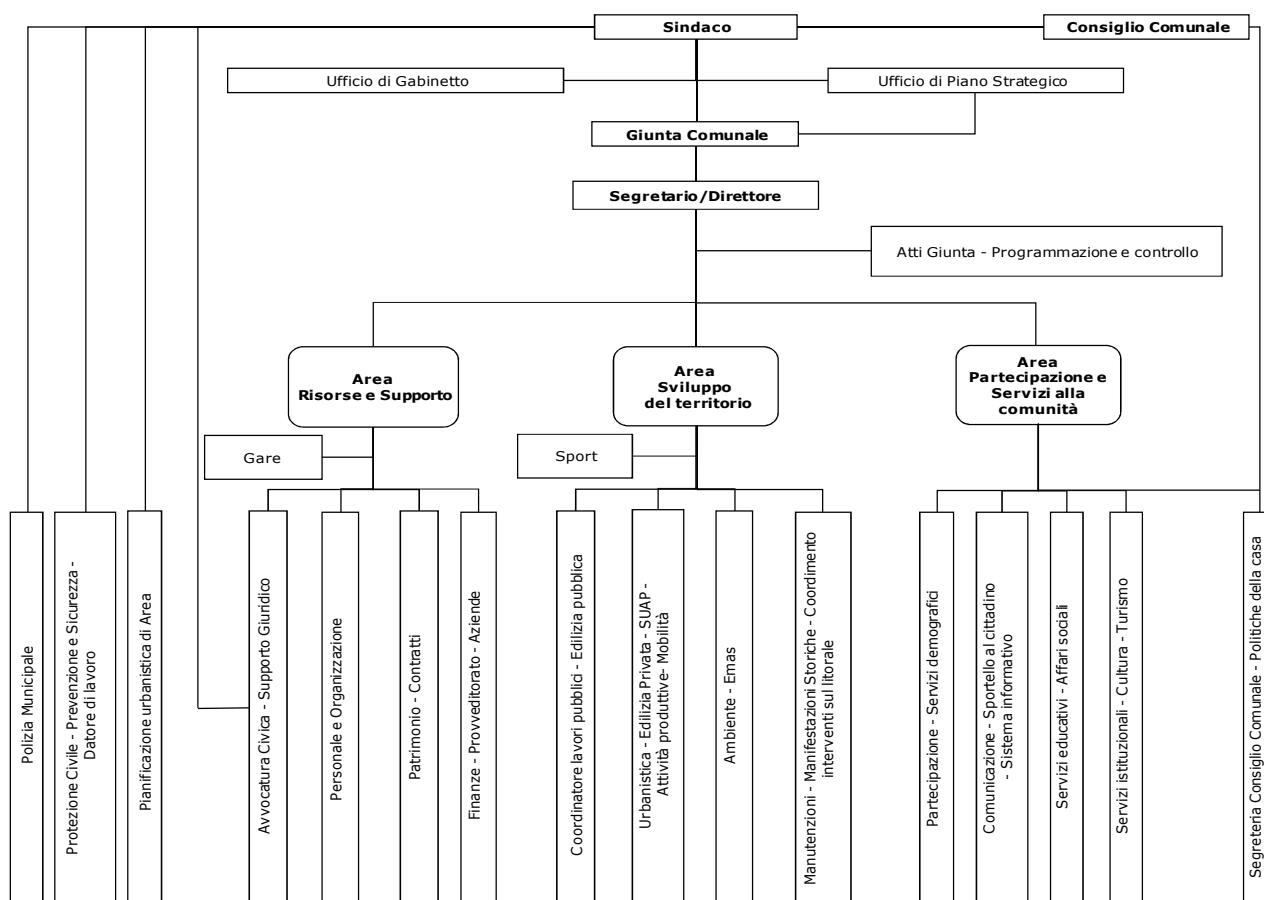 Sindaco
Consiglio Comunale
Ufficio di Gabinetto
Ufficio di Piano Strategico
Giunta Comunale
Segretario/Direttore
Atti Giunta - Programmazione e controllo
Area
Risorse e Supporto
Area
Sviluppo
del territorio
Area
Partecipazione e
Servizi alla
comunità
Gare
Sport
Polizia Municipale
Protezione Civile - Prevenzione e Sicurezza -
Datore di lavoro
Pianificazione urbanistica di Area
Avvocatura Civica - Supporto Giuridico
Personale e Organizzazione
Patrimonio - Contratti
Finanze - Provveditorato - Aziende
Coordinatore lavori pubblici - Edilizia pubblica
Urbanistica - Edilizia Privata - SUAP -
Attività produttive- Mobilità
Ambiente - Emas
Manutenzioni - Manifestazioni Storiche - Coordimento
interventi sul litorale
Partecipazione - Servizi demografici
Comunicazione - Sportello al cittadino
- Sistema informativo
Servizi educativi - Affari sociali
Servizi istituzionali - Cultura - Turismo
Segreteria Consiglio Comunale - Politiche della casa